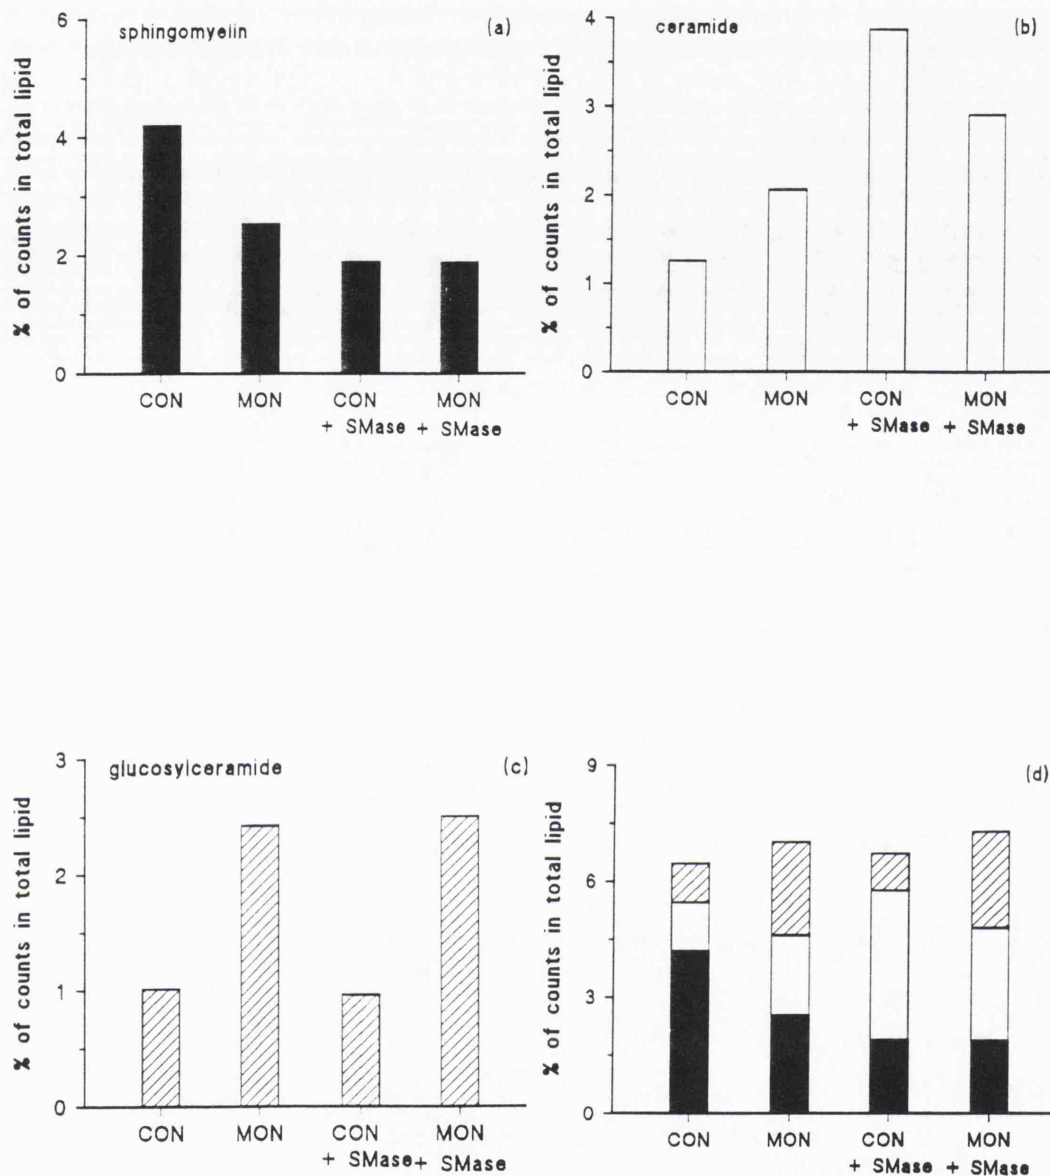 sphingomyelin (a)
% of counts in total lipid
6
4
2
0
CON MON CON MON
+ SMase + SMase
ceramide (b)
% of counts in total lipid
4
3
2
1
0
CON MON CON MON
+ SMase + SMase
glucosylceramide (c)
% of counts in total lipid
3
2
1
0
CON MON CON MON
+ SMase + SMase
(d)
% of counts in total lipid
9
6
3
0
CON MON CON MON
+ SMase + SMase